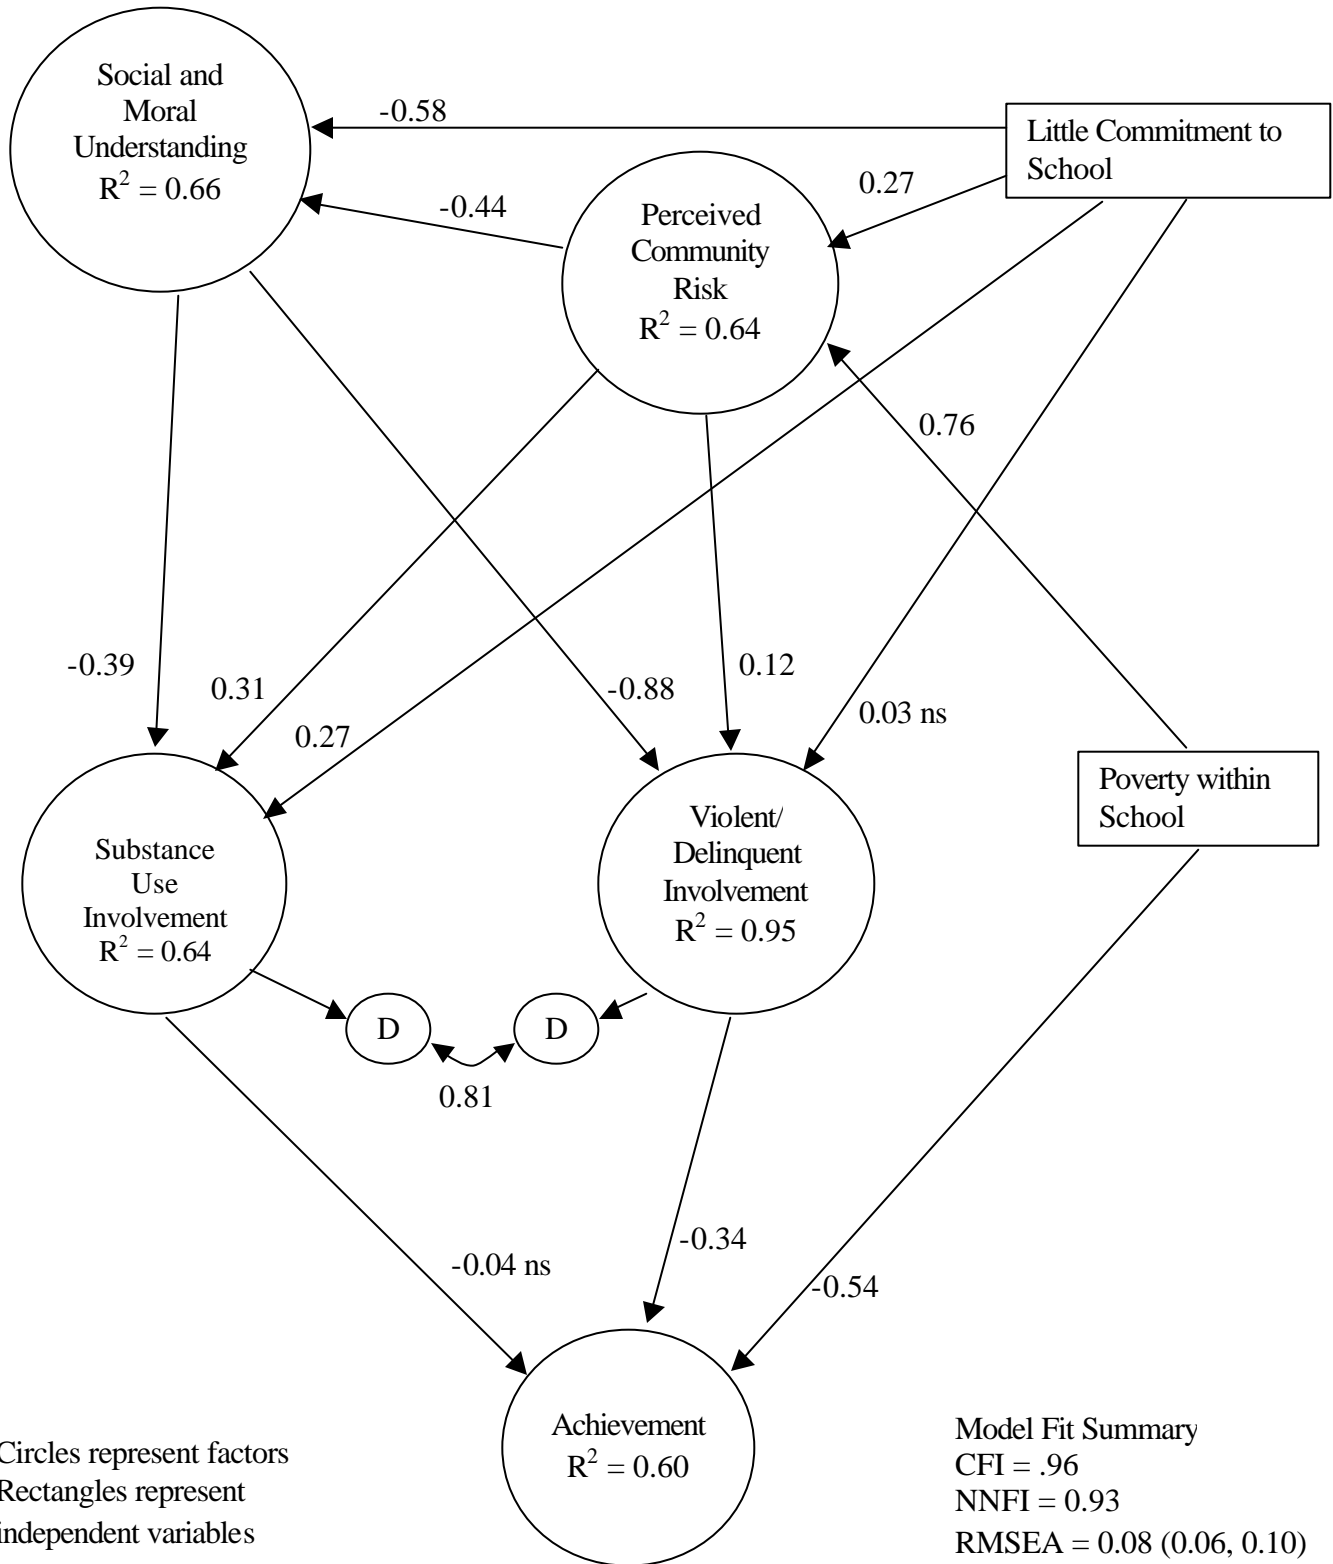 Social and
Moral
Understanding
R² = 0.66
-0.58
Little Commitment to
School
-0.44
Perceived
Community
Risk
R² = 0.64
0.27
0.76
-0.39
0.31
0.27
-0.88
0.12
0.03 ns
Poverty within
School
Substance
Use
Involvement
R² = 0.64
Violent/
Delinquent
Involvement
R² = 0.95
D
D
0.81
-0.04 ns
-0.34
-0.54
Achievement
R² = 0.60
Circles represent factors
Rectangles represent
independent variables
Model Fit Summary
CFI = .96
NNFI = 0.93
RMSEA = 0.08 (0.06, 0.10)